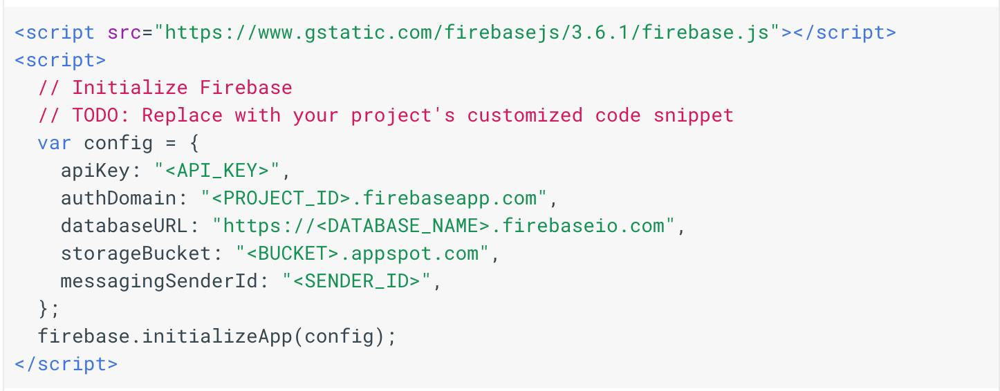 <script src="https://www.gstatic.com/firebasejs/3.6.1/firebase.js"></script>
<script>
  // Initialize Firebase
  // TODO: Replace with your project's customized code snippet
  var config = {
    apiKey: "<API_KEY>",
    authDomain: "<PROJECT_ID>.firebaseapp.com",
    databaseURL: "https://<DATABASE_NAME>.firebaseio.com",
    storageBucket: "<BUCKET>.appspot.com",
    messagingSenderId: "<SENDER_ID>",
  };
  firebase.initializeApp(config);
</script>